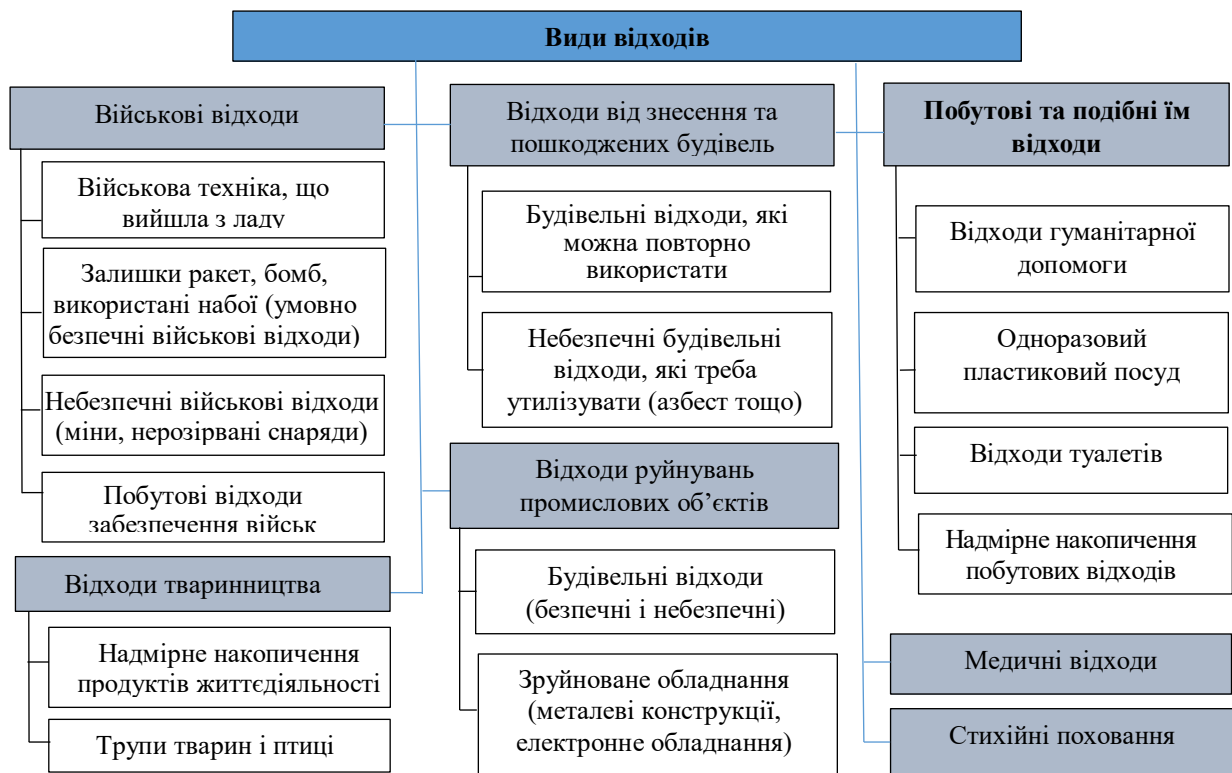 Види відходів
Військові відходи
Військова техніка, що
вийшла з ладу
Залишки ракет, бомб,
використані набої (умовно
безпечні військові відходи)
Небезпечні військові відходи
(міни, нерозірвані снаряди)
Побутові відходи
забезпечення військ
Відходи тваринництва
Надмірне накопичення
продуктів життєдіяльності
Трупи тварин і птиці
Відходи від знесення та
пошкоджених будівель
Будівельні відходи, які
можна повторно
використати
Небезпечні будівельні
відходи, які треба
утилізувати (азбест тощо)
Відходи руйнувань
промислових об’єктів
Будівельні відходи
(безпечні і небезпечні)
Зруйноване обладнання
(металеві конструкції,
електронне обладнання)
Побутові та подібні їм
відходи
Відходи гуманітарної
допомоги
Одноразовий
пластиковий посуд
Відходи туалетів
Надмірне накопичення
побутових відходів
Медичні відходи
Стихійні поховання